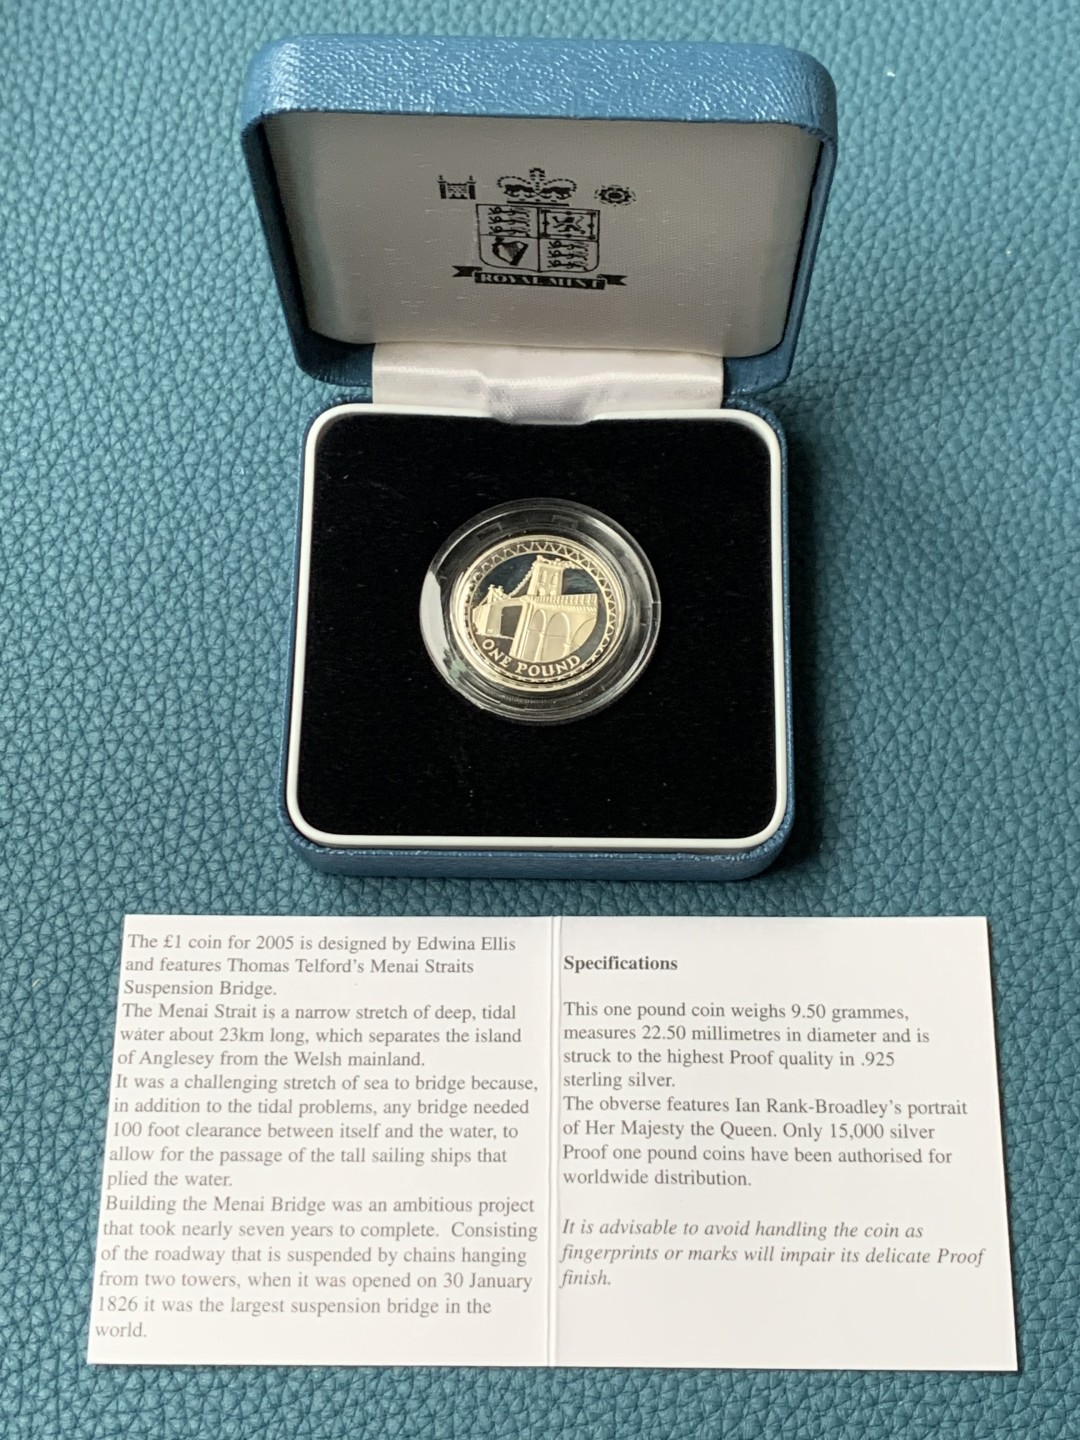 ROYAL MINT
ONE POUND
The £1 coin for 2005 is designed by Edwina Ellis
and features Thomas Telford's Menai Straits
Suspension Bridge.
The Menai Strait is a narrow stretch of deep, tidal
water about 23km long, which separates the island
of Anglesey from the Welsh mainland.
It was a challenging stretch of sea to bridge because,
in addition to the tidal problems, any bridge needed
100 foot clearance between itself and the water, to
allow for the passage of the tall sailing ships that
plied the water.
Building the Menai Bridge was an ambitious project
that took nearly seven years to complete.  Consisting
of the roadway that is suspended by chains hanging
from two towers, when it was opened on 30 January
1826 it was the largest suspension bridge in the
world.
Specifications
This one pound coin weighs 9.50 grammes,
measures 22.50 millimetres in diameter and is
struck to the highest Proof quality in .925
sterling silver.
The obverse features Ian Rank-Broadley's portrait
of Her Majesty the Queen. Only 15,000 silver
Proof one pound coins have been authorised for
worldwide distribution.
It is advisable to avoid handling the coin as
fingerprints or marks will impair its delicate Proof
finish.